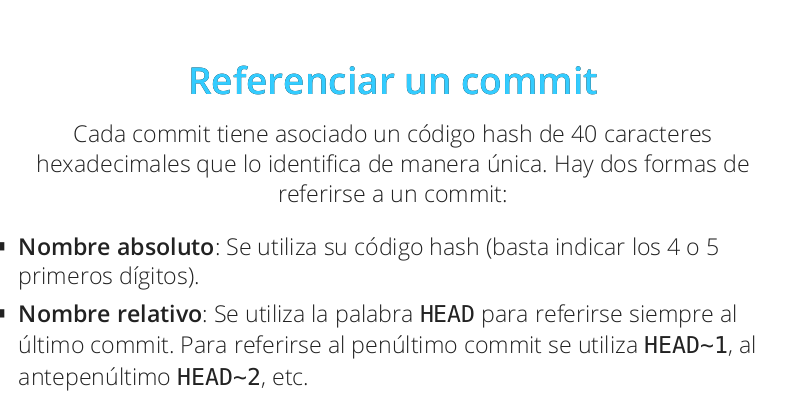 Referenciar un commit
Cada commit tiene asociado un código hash de 40 caracteres
hexadecimales que lo identifica de manera única. Hay dos formas de
referirse a un commit:
▪ Nombre absoluto: Se utiliza su código hash (basta indicar los 4 o 5
primeros dígitos).
▪ Nombre relativo: Se utiliza la palabra HEAD para referirse siempre al
último commit. Para referirse al penúltimo commit se utiliza HEAD~1, al
antepenúltimo HEAD~2, etc.